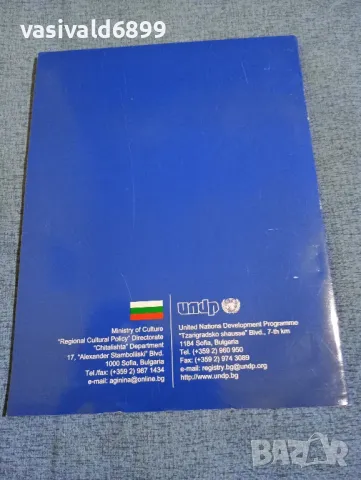 vasivald6899
undp
Ministry of Culture
"Regional Cultural Policy" Directorate
"Chitalishta" Department
17, "Alexander Stamboliiski" Blvd.
1000 Sofia, Bulgaria
Tel./fax: (+359 2) 987 1434
e-mail: aginina@online.bg
United Nations Development Programme
"Tzarigradsko shausse" Blvd., 7-th km
1184 Sofia, Bulgaria
Tel. (+359 2) 960 950
Fax: (+359 2) 974 3089
e-mail: registry.bg@undp.org
http://www.undp.bg
BAZAR
bg